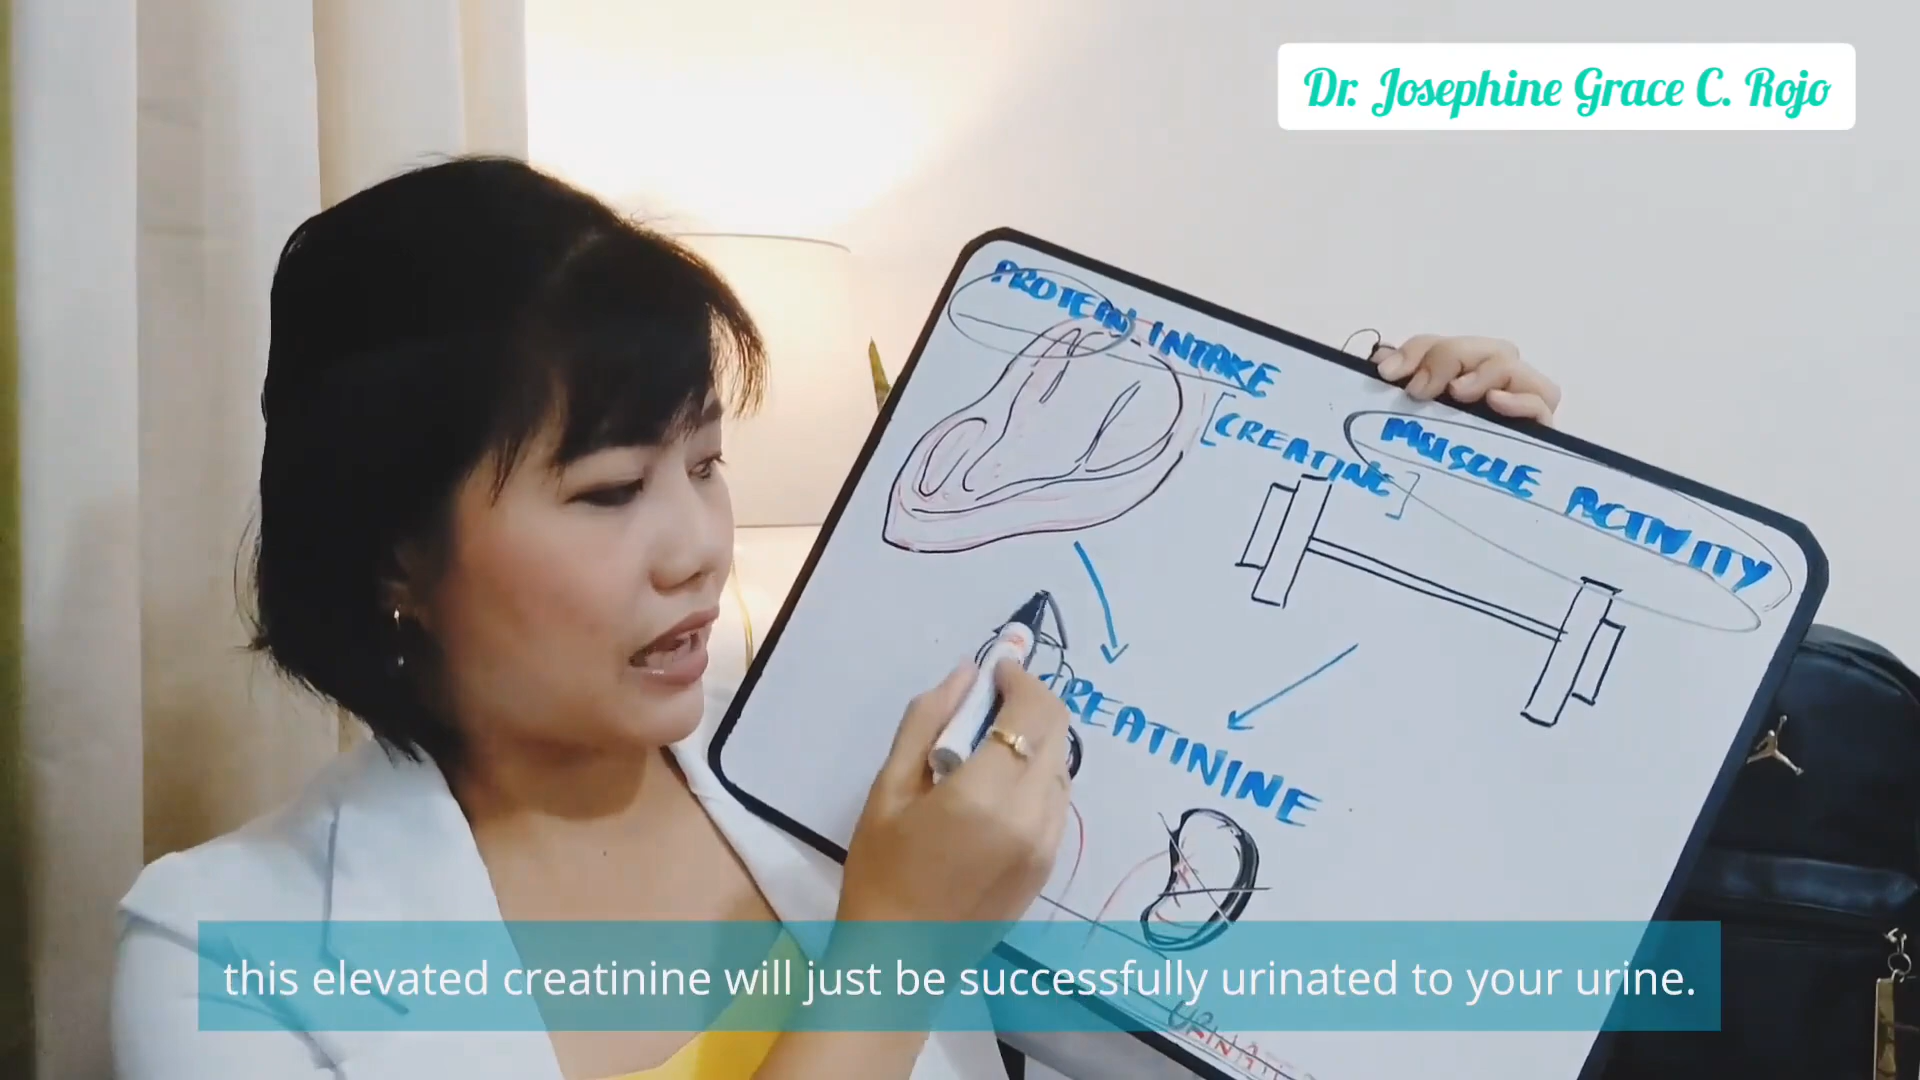 Dr. Josephine Grace C. Rojo
PROTEIN INTAKE
[CREATINE]
MUSCLE ACTIVITY
CREATININE
this elevated creatinine will just be successfully urinated to your urine.